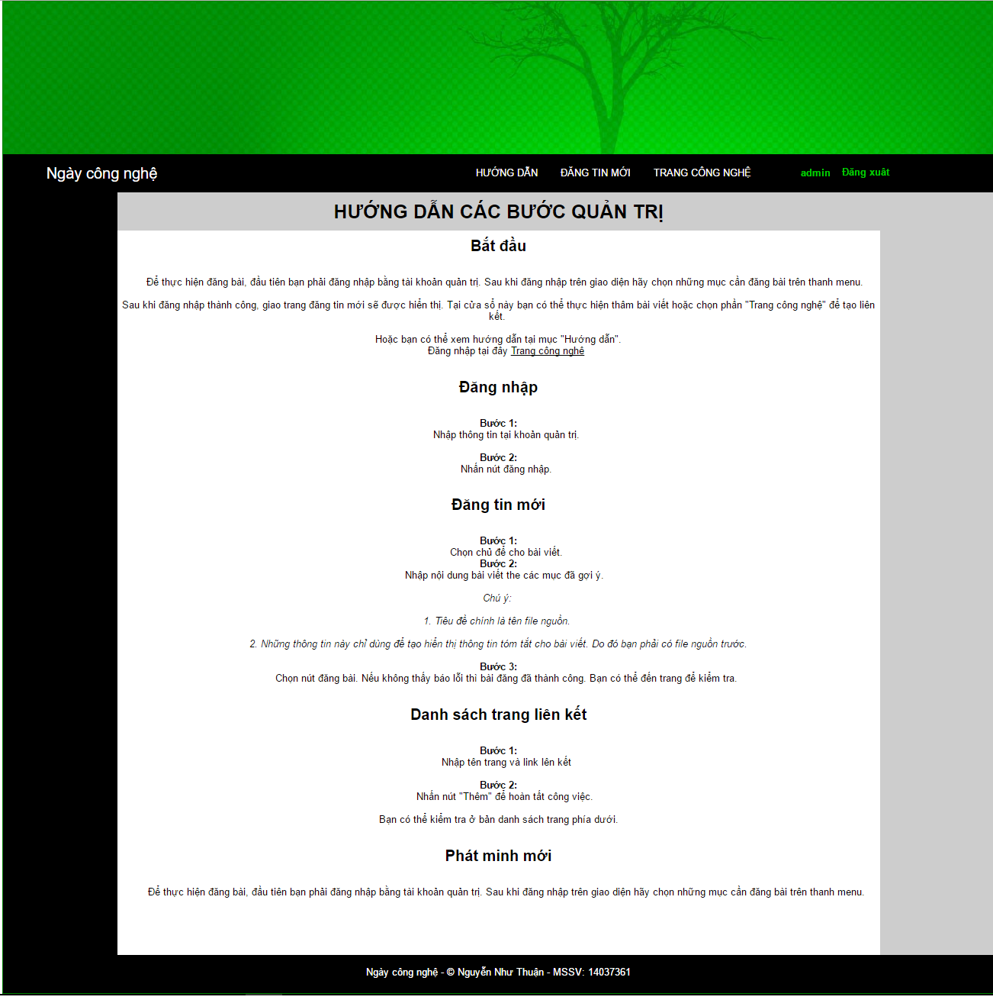 Ngày công nghệ
HƯỚNG DẪN ĐĂNG TIN MỚI TRANG CÔNG NGHỆ admin Đăng xuât
HƯỚNG DẪN CÁC BƯỚC QUẢN TRỊ
Bắt đầu
Để thực hiện đăng bài, đầu tiên bạn phải đăng nhập bằng tài khoản quản trị. Sau khi đăng nhập trên giao diện hãy chọn những mục cần đăng bài trên thanh menu.
Sau khi đăng nhập thành công, giao trang đăng tin mới sẽ được hiển thị. Tại cửa sổ này bạn có thể thực hiện thâm bài viết hoặc chọn phần "Trang công nghệ" để tạo liên
kết.
Hoặc bạn có thể xem hướng dẫn tại mục "Hướng dẫn".
Đăng nhập tại đây Trang công nghê
Đăng nhập
Bước 1:
Nhập thông tin tại khoản quản trị.
Bước 2:
Nhấn nút đăng nhập.
Đăng tin mới
Bước 1:
Chọn chủ để cho bài viết.
Bước 2:
Nhập nội dung bài viết the các mục đã gợi ý.
Chú ý:
1. Tiêu đề chính là tên file nguồn.
2. Những thông tin này chỉ dùng để tạo hiển thị thông tin tóm tắt cho bài viết. Do đó bạn phải có file nguồn trước.
Bước 3:
Chọn nút đăng bài. Nếu không thấy báo lỗi thì bài đăng đã thành công. Bạn có thể đến trang để kiểm tra.
Danh sách trang liên kết
Bước 1:
Nhập tên trang và link lên kết
Bước 2:
Nhấn nút "Thêm" để hoàn tất công việc.
Bạn có thể kiểm tra ở bản danh sách trang phía dưới.
Phát minh mới
Để thực hiện đăng bài, đầu tiên bạn phải đăng nhập bằng tài khoản quản trị. Sau khi đăng nhập trên giao diện hãy chọn những mục cần đăng bài trên thanh menu.
Ngày công nghệ - © Nguyễn Như Thuận - MSSV: 14037361